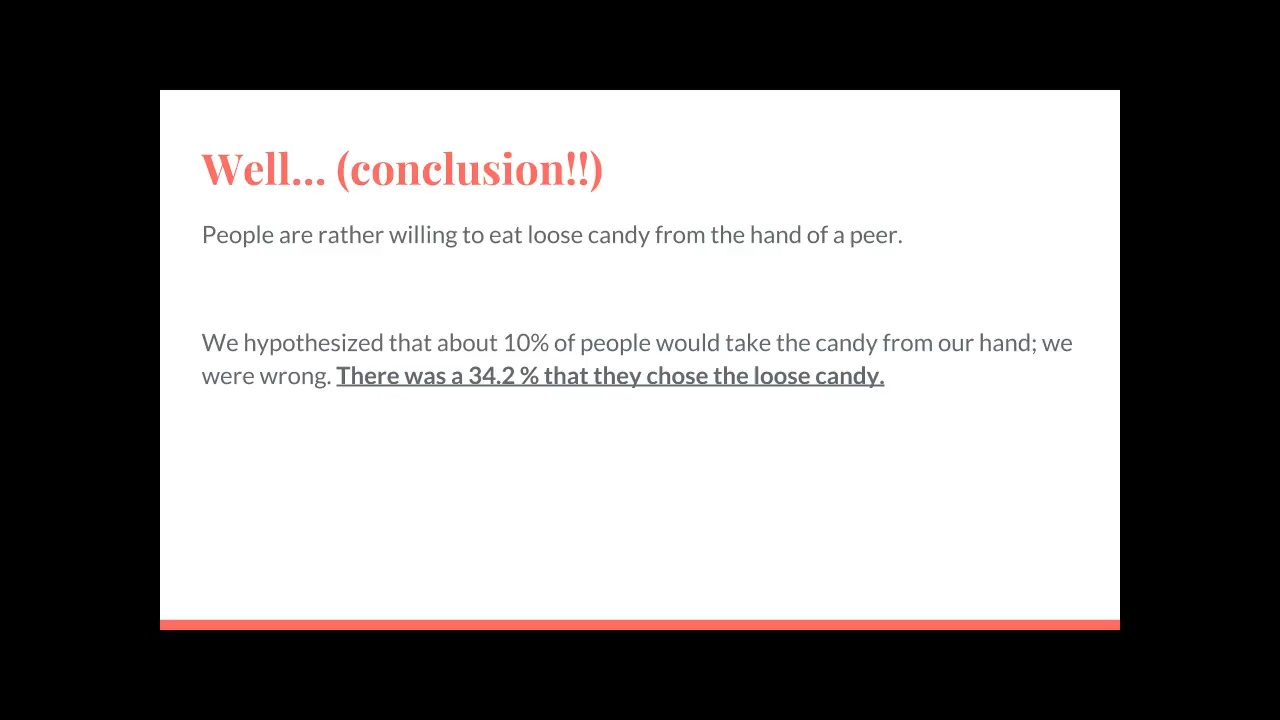 Well... (conclusion!!)
People are rather willing to eat loose candy from the hand of a peer.
We hypothesized that about 10% of people would take the candy from our hand; we
were wrong. There was a 34.2 % that they chose the loose candy.